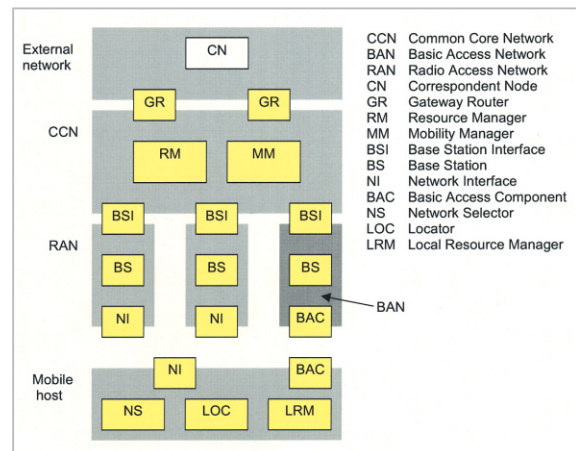 External
network
CN
GR
GR
CCN
RM
MM
BSI
BSI
BSI
RAN
BS
BS
BS
NI
NI
BAC
BAN
Mobile
host
NI
BAC
NS
LOC
LRM
CCN Common Core Network
BAN Basic Access Network
RAN Radio Access Network
CN Correspondent Node
GR Gateway Router
RM Resource Manager
MM Mobility Manager
BSI Base Station Interface
BS Base Station
NI Network Interface
BAC Basic Access Component
NS Network Selector
LOC Locator
LRM Local Resource Manager